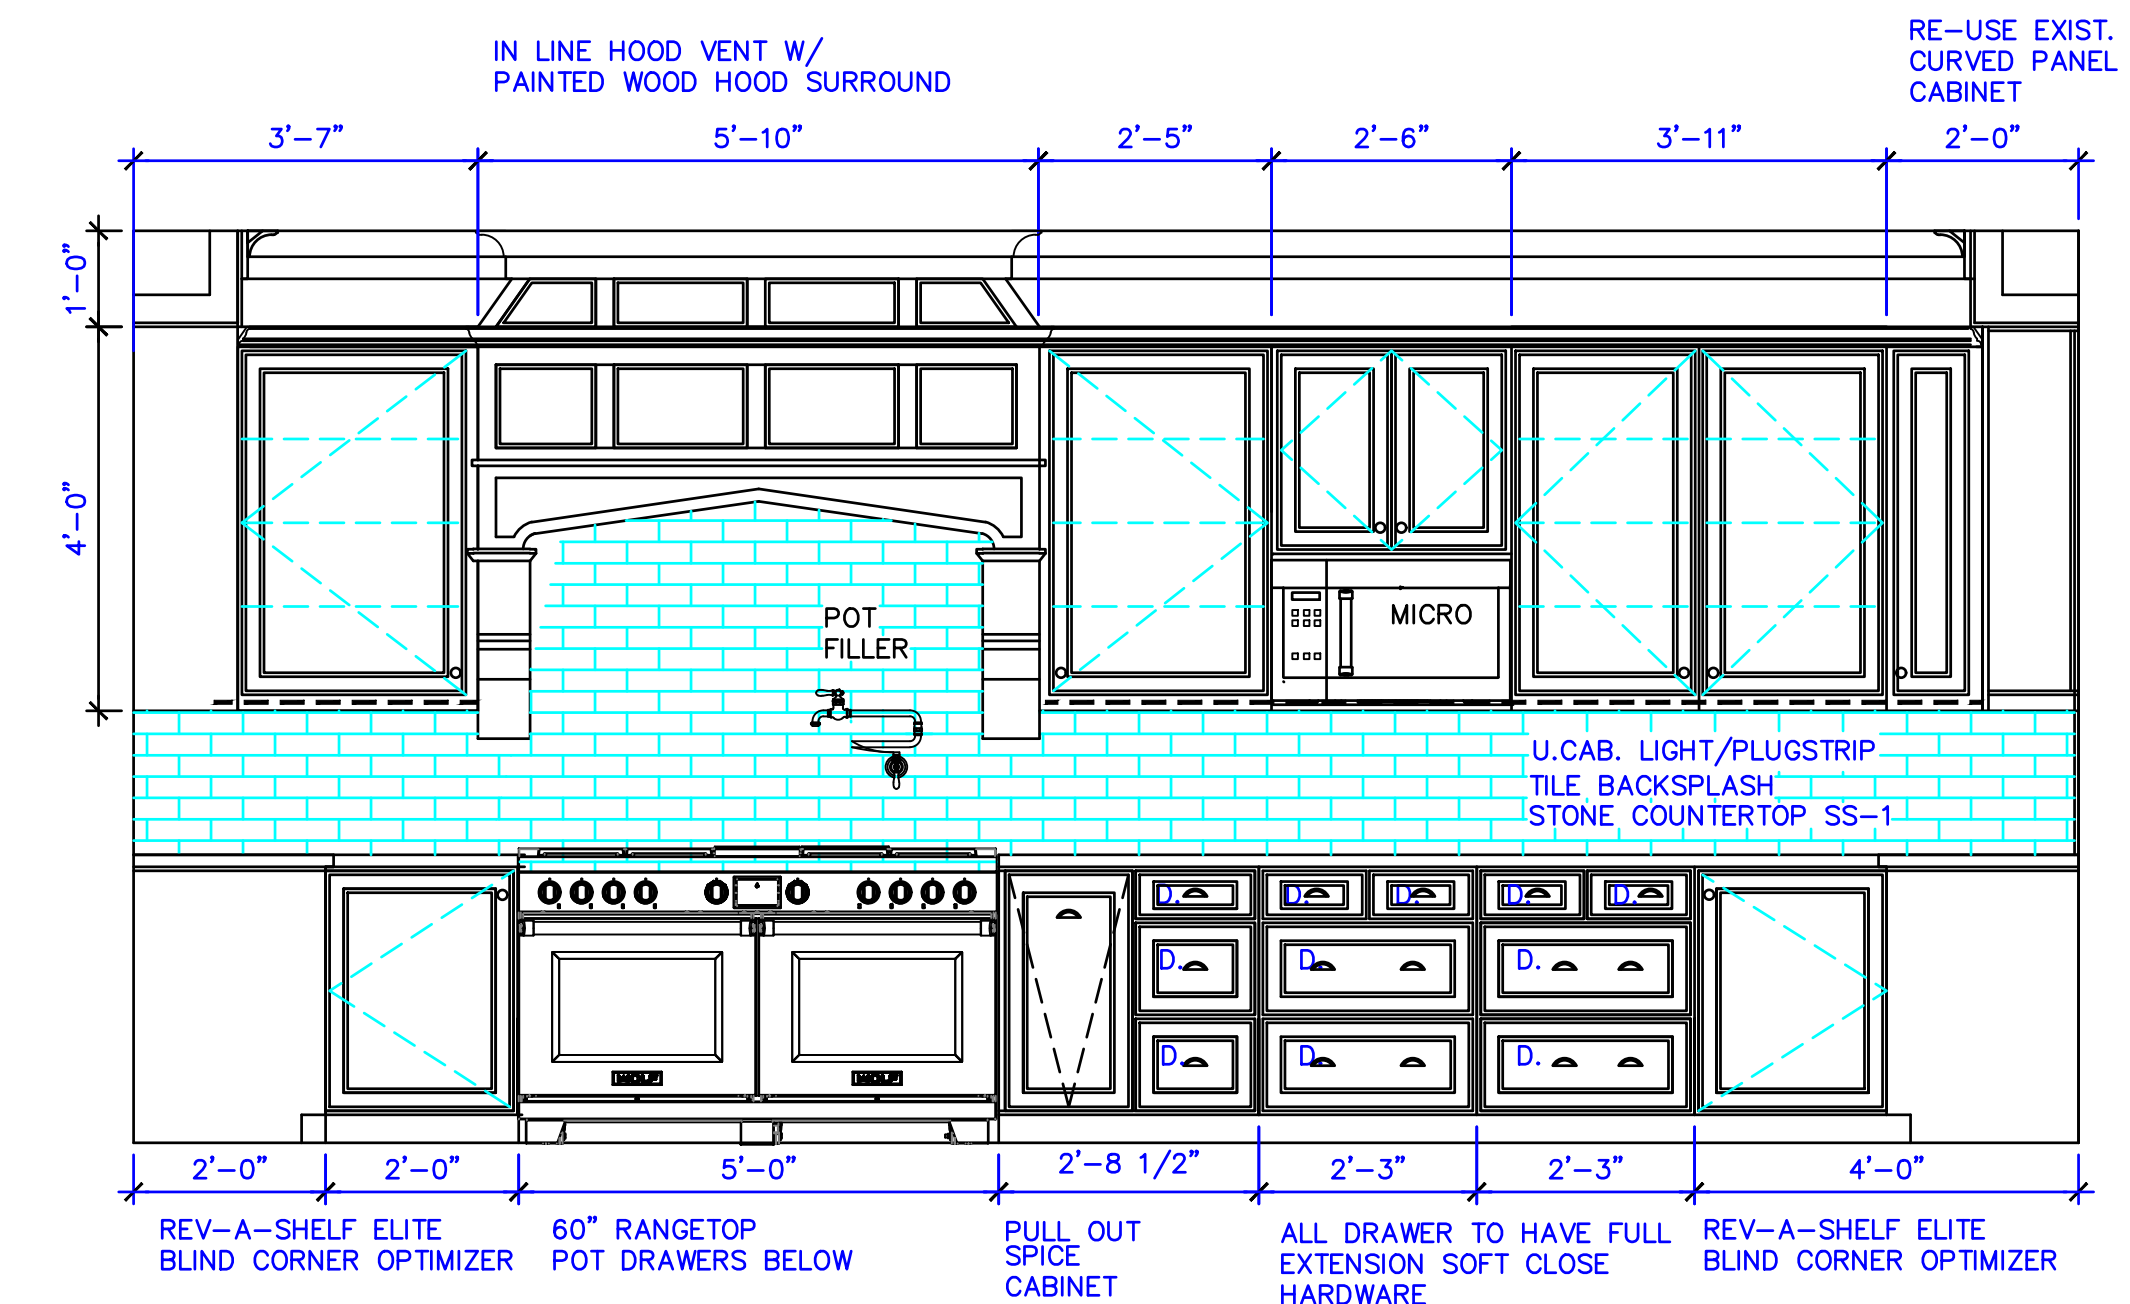 IN LINE HOOD VENT W/
PAINTED WOOD HOOD SURROUND
RE-USE EXIST.
CURVED PANEL
CABINET
3'-7"
5'-10"
2'-5"
2'-6"
3'-11"
2'-0"
1'-0"
4'-0"
POT
FILLER
MICRO
U.CAB. LIGHT/PLUGSTRIP
TILE BACKSPLASH
STONE COUNTERTOP SS-1
D.
D.
D.
D.
D.
D.
D.
D.
D.
D.
D.
WOLF
WOLF
2'-0"
2'-0"
5'-0"
2'-8 1/2"
2'-3"
2'-3"
4'-0"
REV-A-SHELF ELITE
BLIND CORNER OPTIMIZER
60" RANGETOP
POT DRAWERS BELOW
PULL OUT
SPICE
CABINET
ALL DRAWER TO HAVE FULL
EXTENSION SOFT CLOSE
HARDWARE
REV-A-SHELF ELITE
BLIND CORNER OPTIMIZER